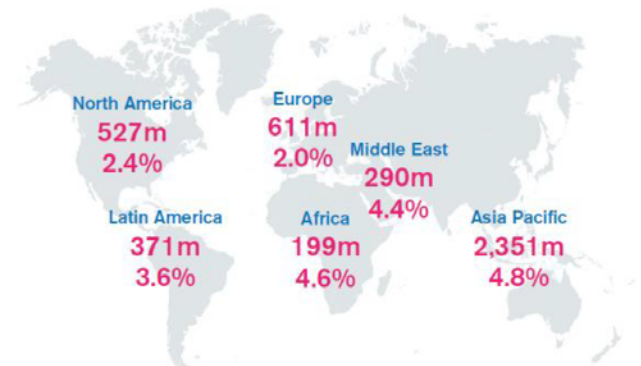 North America
527m
2.4%
Europe
611m
2.0%
Middle East
290m
4.4%
Latin America
371m
3.6%
Africa
199m
4.6%
Asia Pacific
2,351m
4.8%